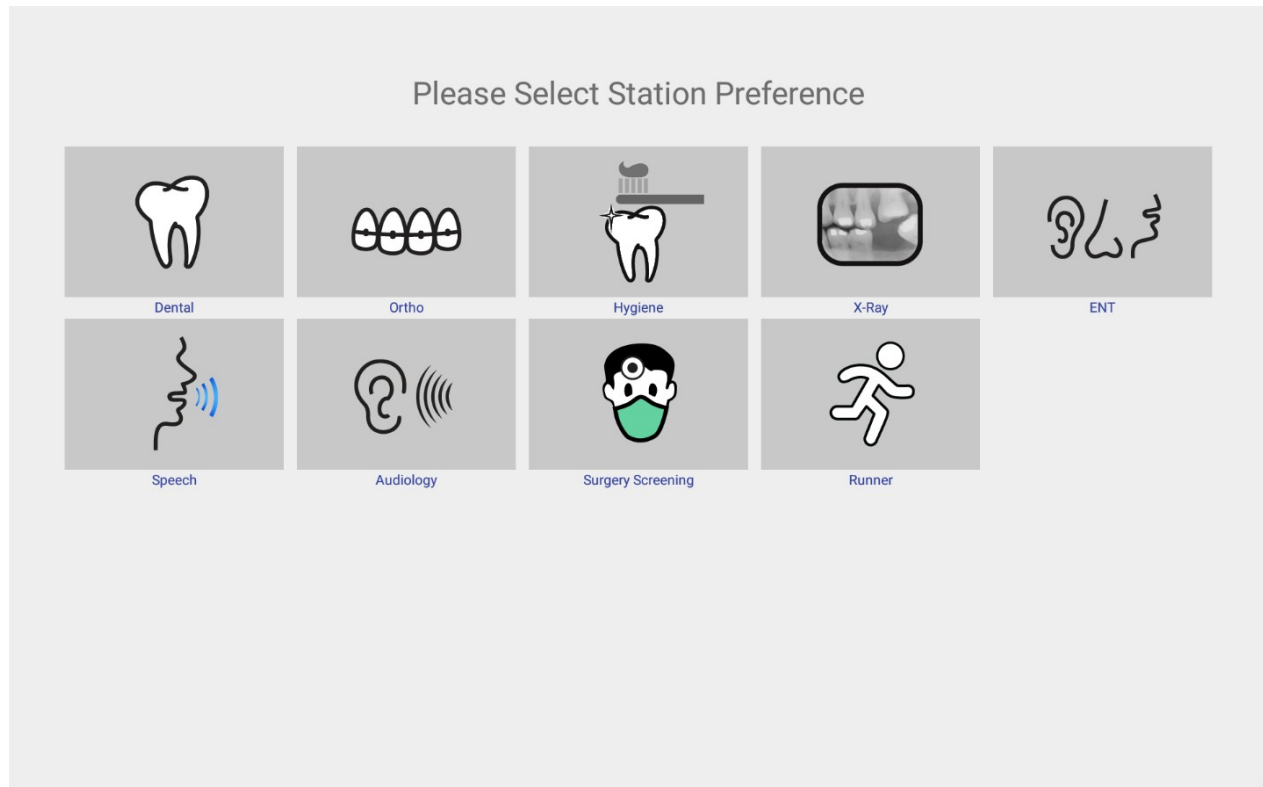 Please Select Station Preference
Dental
Ortho
Hygiene
X-Ray
ENT
Speech
Audiology
Surgery Screening
Runner